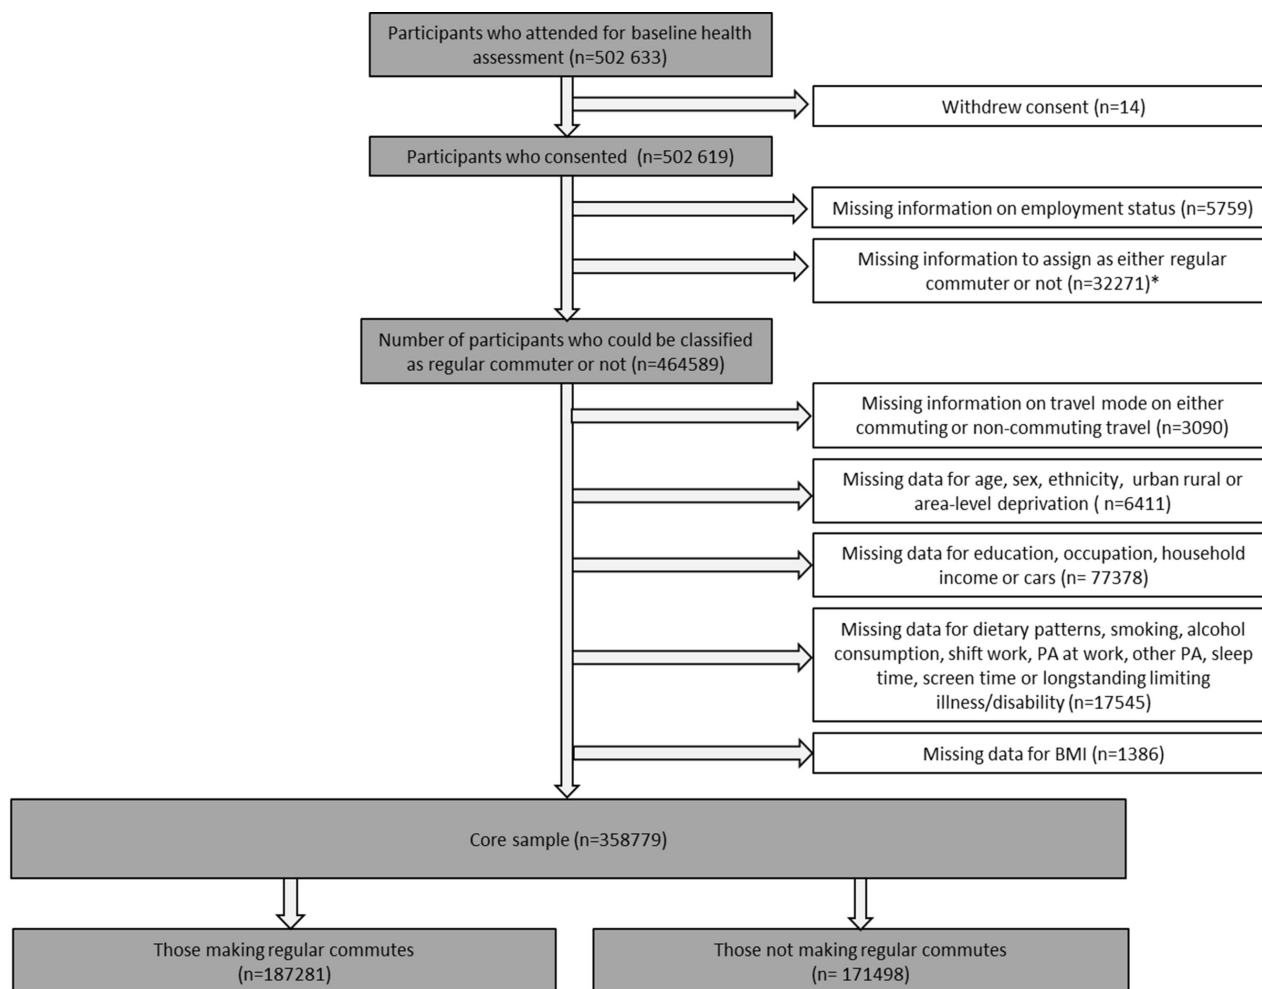 Participants who attended for baseline health
assessment (n=502 633)
Withdrew consent (n=14)
Participants who consented (n=502 619)
Missing information on employment status (n=5759)
Missing information to assign as either regular
commuter or not (n=32271)*
Number of participants who could be classified
as regular commuter or not (n=464589)
Missing information on travel mode on either
commuting or non-commuting travel (n=3090)
Missing data for age, sex, ethnicity, urban rural or
area-level deprivation ( n=6411)
Missing data for education, occupation, household
income or cars (n= 77378)
Missing data for dietary patterns, smoking, alcohol
consumption, shift work, PA at work, other PA, sleep
time, screen time or longstanding limiting
illness/disability (n=17545)
Missing data for BMI (n=1386)
Core sample (n=358779)
Those making regular commutes
(n=187281)
Those not making regular commutes
(n= 171498)